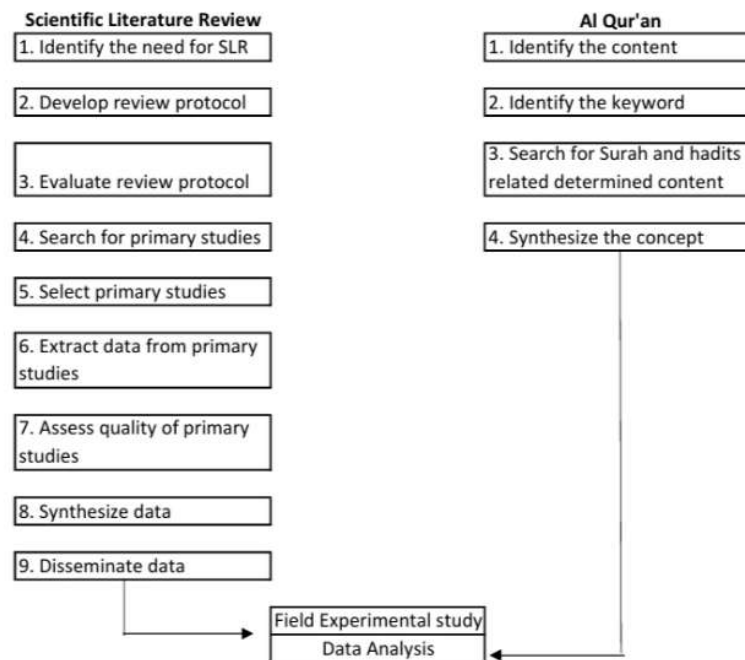 Scientific Literature Review
1. Identify the need for SLR
2. Develop review protocol
3. Evaluate review protocol
4. Search for primary studies
5. Select primary studies
6. Extract data from primary
studies
7. Assess quality of primary
studies
8. Synthesize data
9. Disseminate data
Al Qur'an
1. Identify the content
2. Identify the keyword
3. Search for Surah and hadits
related determined content
4. Synthesize the concept
Field Experimental study
Data Analysis